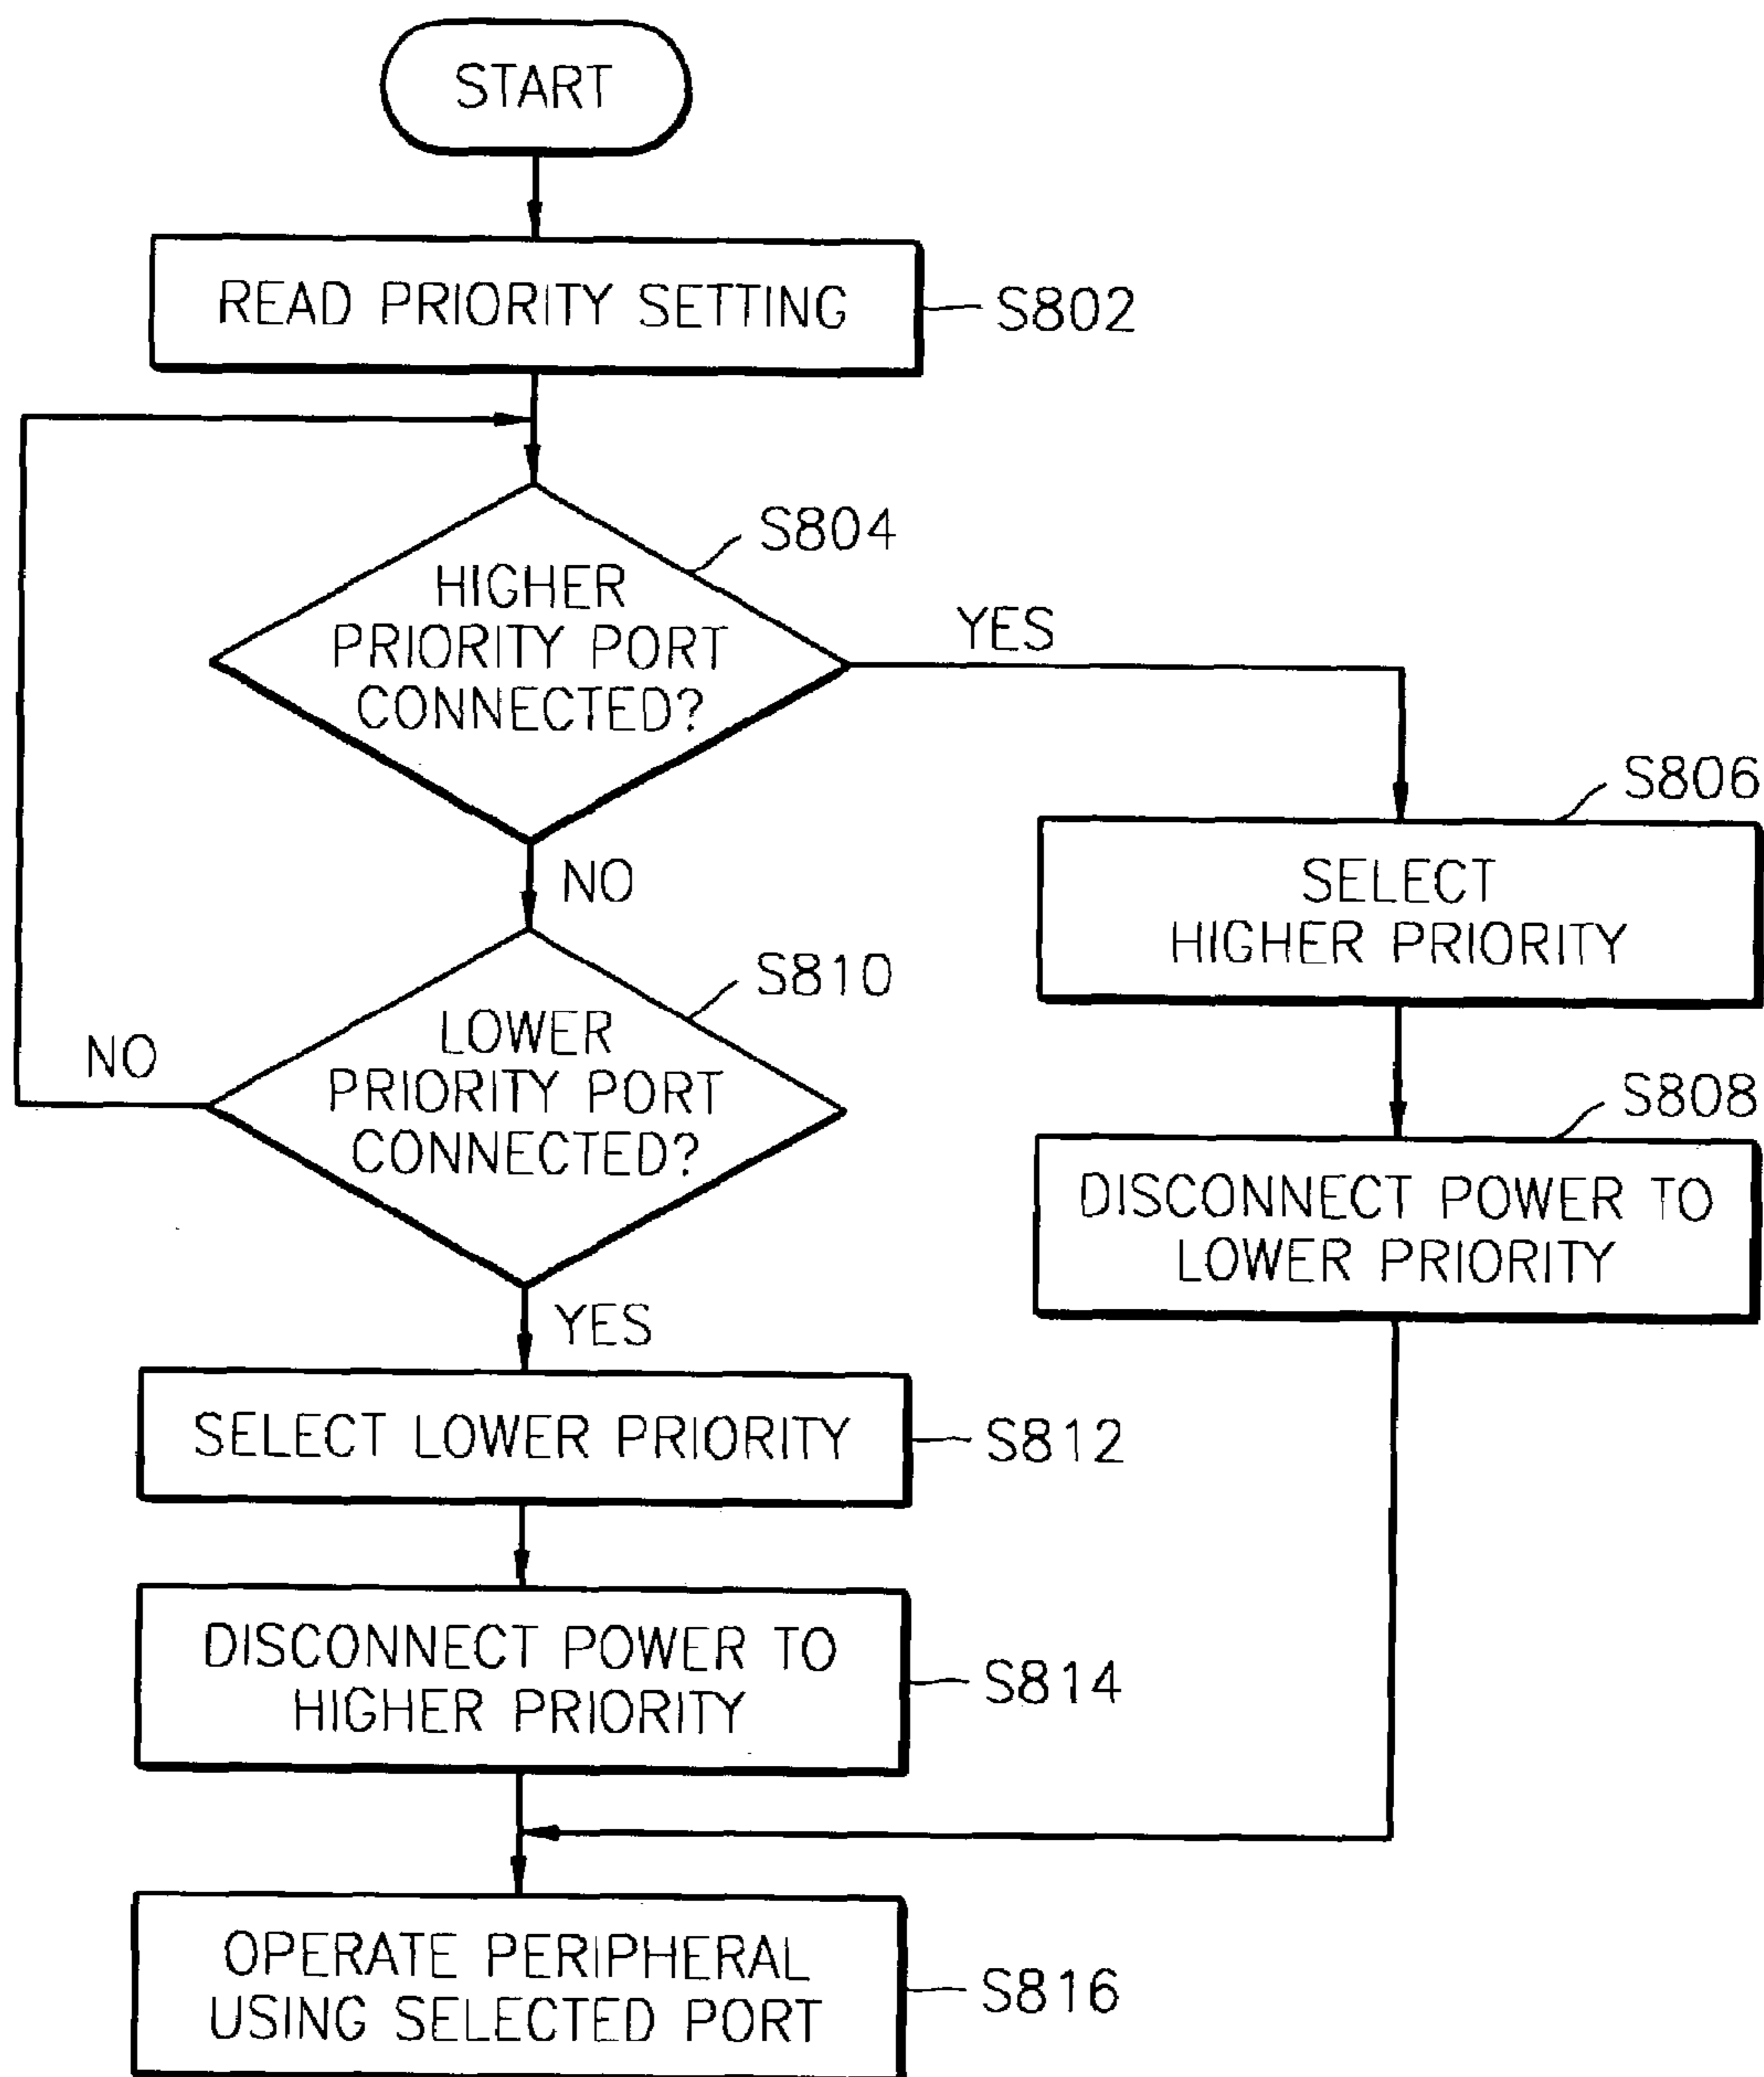 START
READ PRIORITY SETTING
S802
S804
HIGHER
PRIORITY PORT
CONNECTED?
YES
NO
S806
SELECT
HIGHER PRIORITY
S808
DISCONNECT POWER TO
LOWER PRIORITY
S810
LOWER
PRIORITY PORT
CONNECTED?
NO
YES
SELECT LOWER PRIORITY
S812
DISCONNECT POWER TO
HIGHER PRIORITY
S814
OPERATE PERIPHERAL
USING SELECTED PORT
S816